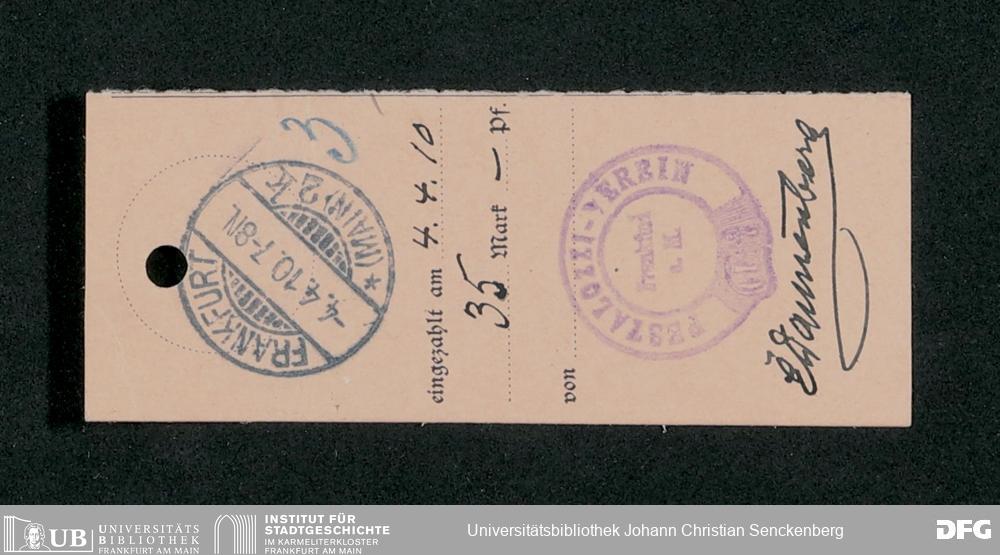 3
FRANKFURT (MAIN) 2 k.
-4.4.10.7-8N.
*
eingezahlt am 4. 4. 10
35 Mark — Pf.
von
PESTALOZZI-VEREIN
Frankfurt
a. M.
UB UNIVERSITÄTS
BIBLIOTHEK
FRANKFURT AM MAIN
INSTITUT FÜR
STADTGESCHICHTE
IM KARMELITERKLOSTER
FRANKFURT AM MAIN
Universitätsbibliothek Johann Christian Senckenberg
DFG